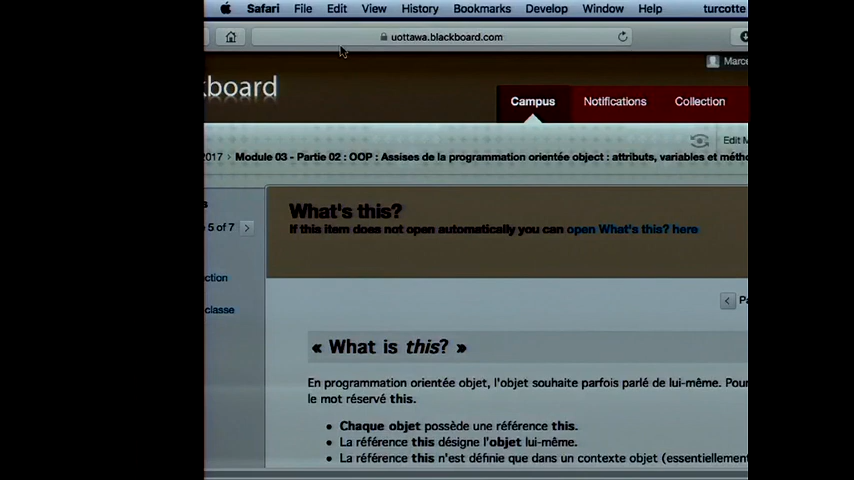 Safari File Edit View History Bookmarks Develop Window Help turcotte
uottawa.blackboard.com
Marce
kboard
Campus Notifications Collection
Edit M
2017 > Module 03 - Partie 02 : OOP : Assises de la programmation orientée object : attributs, variables et métho
s
5 of 7 >
ction
classe
What's this?
If this item does not open automatically you can open What's this? here
< Pa
« What is this? »
En programmation orientée objet, l'objet souhaite parfois parlé de lui-même. Pour
le mot réservé this.
• Chaque objet possède une référence this.
• La référence this désigne l'objet lui-même.
• La référence this n'est définie que dans un contexte objet (essentiellement